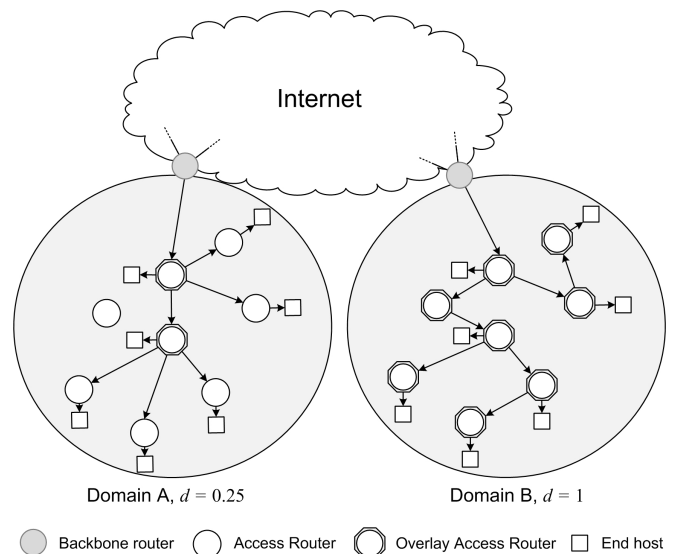 Internet
Domain A, d = 0.25
Domain B, d = 1
Backbone router
Access Router
Overlay Access Router
End host